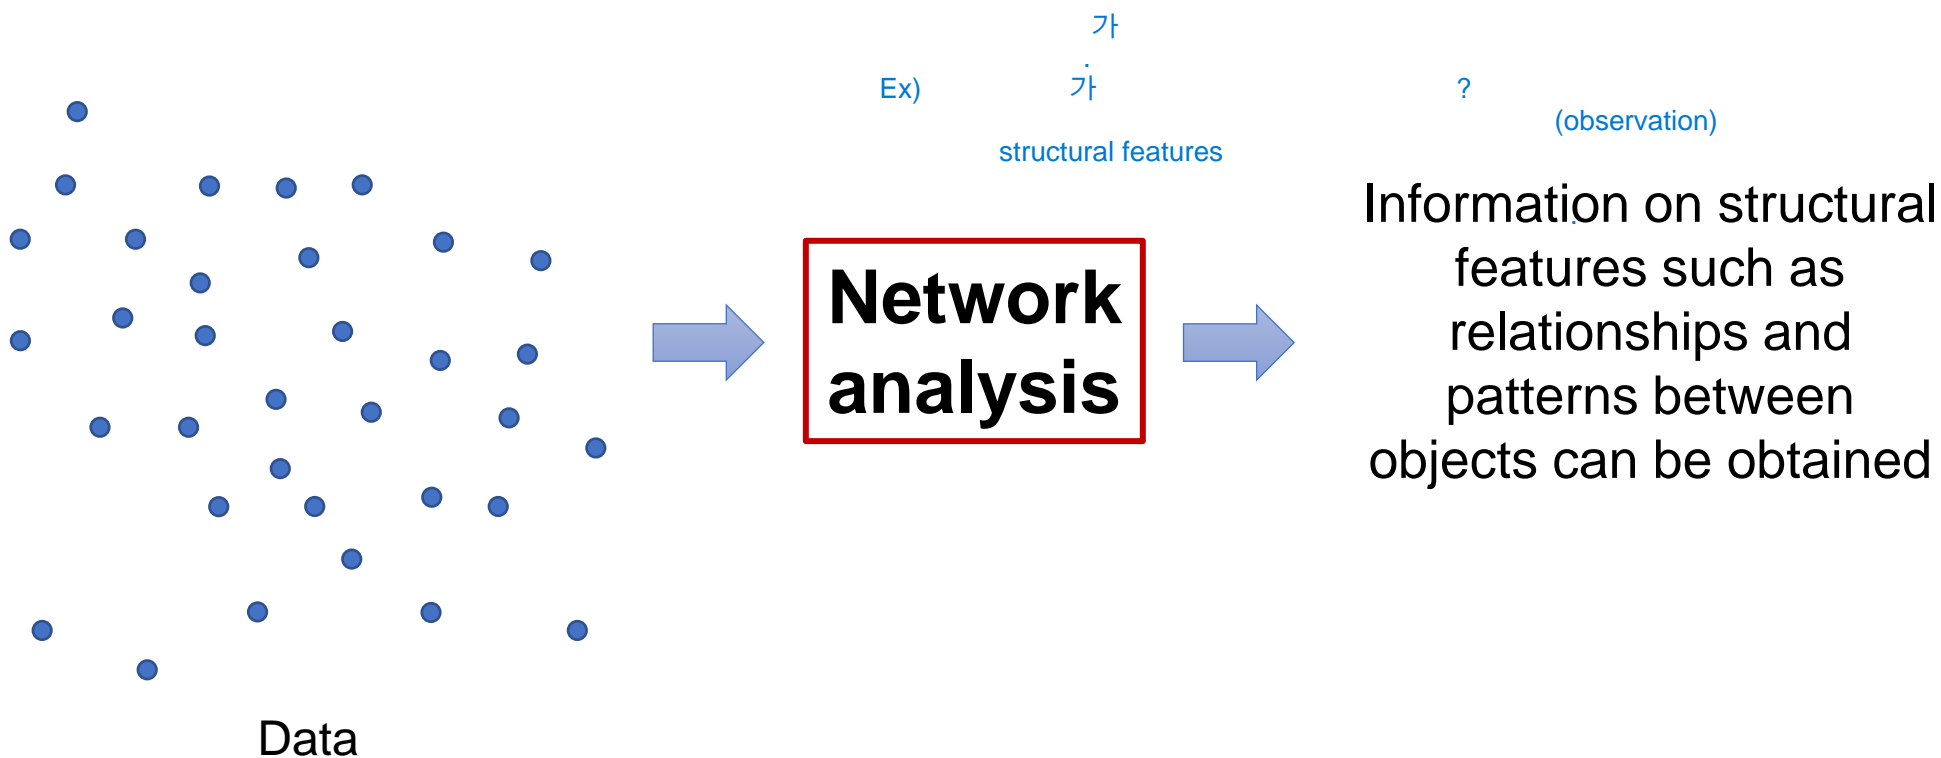 가
.
Ex) 가 ?
(observation)
structural features
Information on structural
features such as
relationships and
patterns between
objects can be obtained
.
Network
analysis
Data